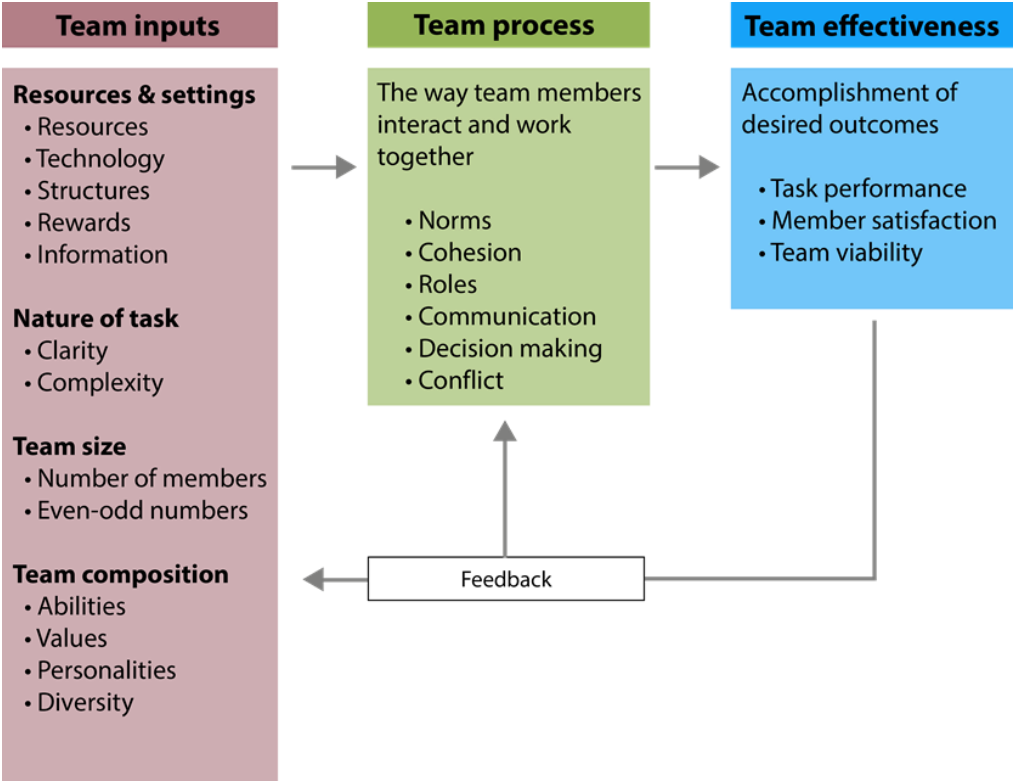 Team inputs
Resources & settings
• Resources
• Technology
• Structures
• Rewards
• Information
Nature of task
• Clarity
• Complexity
Team size
• Number of members
• Even-odd numbers
Team composition
• Abilities
• Values
• Personalities
• Diversity
Team process
The way team members
interact and work
together
• Norms
• Cohesion
• Roles
• Communication
• Decision making
• Conflict
Team effectiveness
Accomplishment of
desired outcomes
• Task performance
• Member satisfaction
• Team viability
Feedback